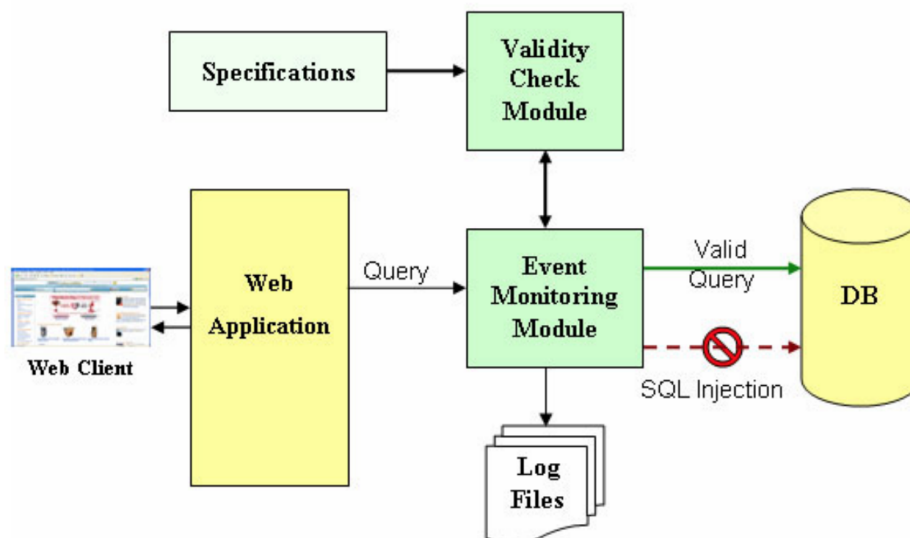 Specifications
Validity
Check
Module
Web
Application
Query
Event
Monitoring
Module
Valid
Query
DB
Web Client
SQL Injection
Log
Files